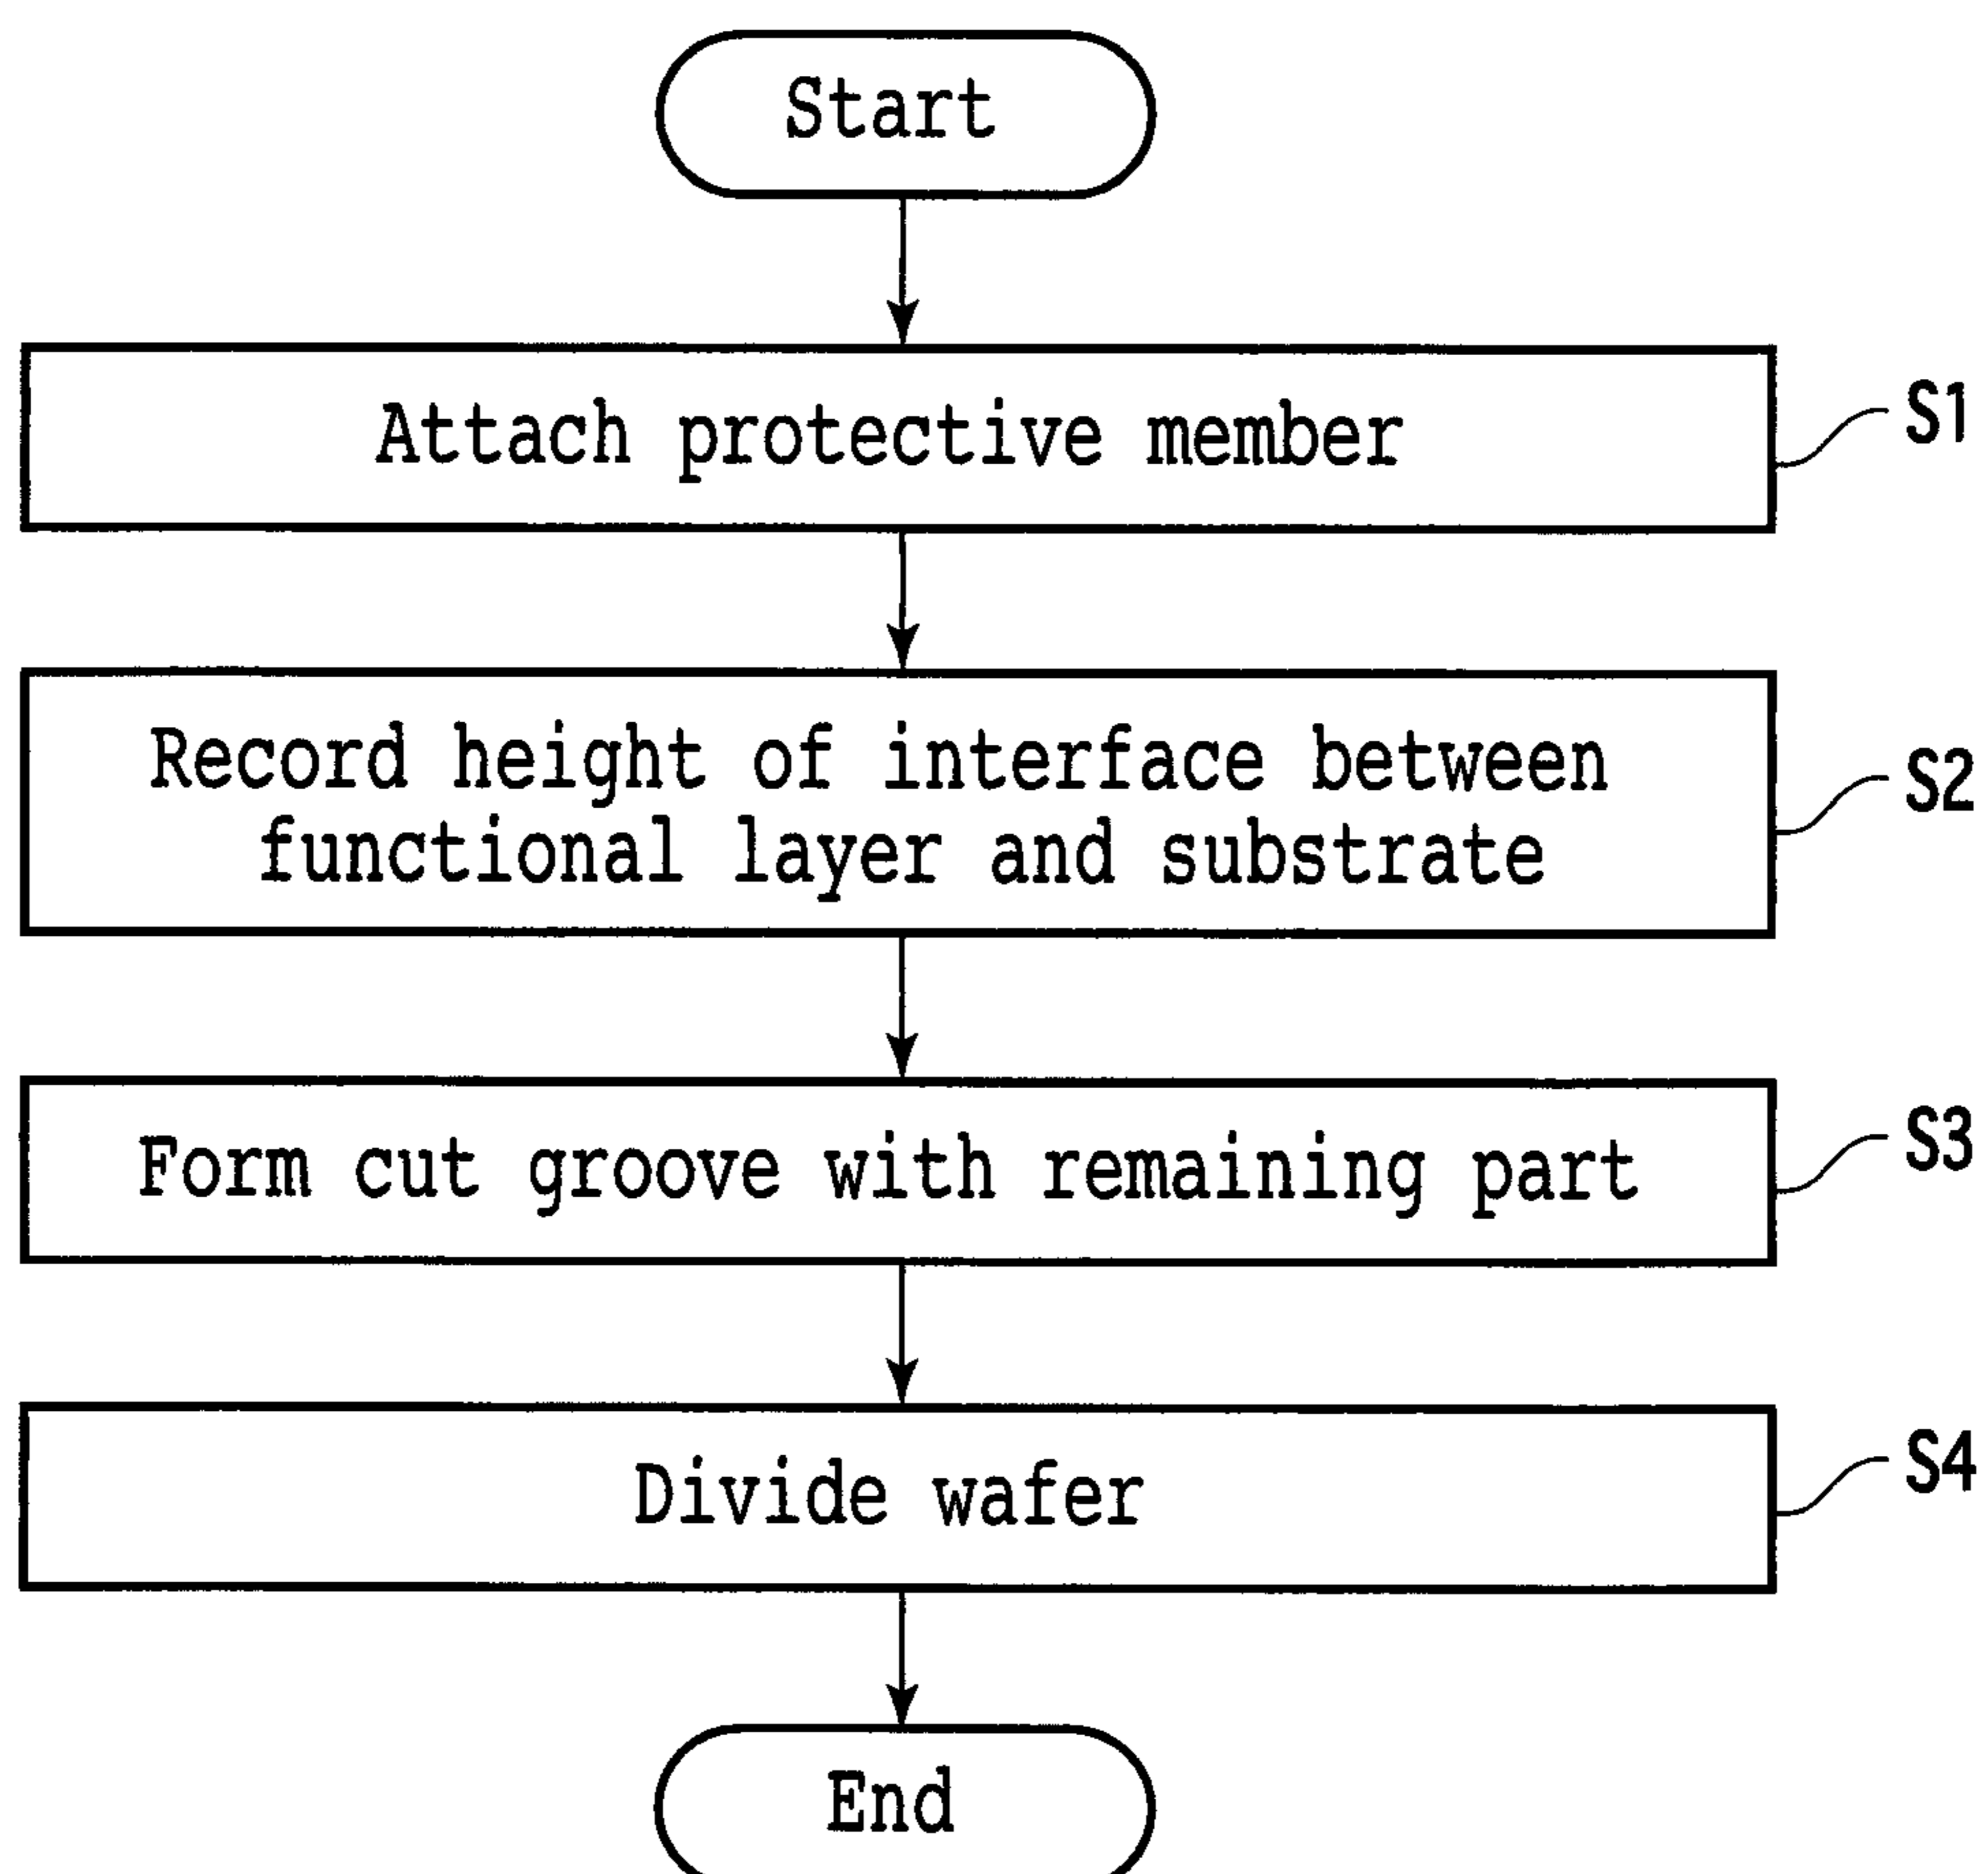 Start
Attach protective member
S1
Record height of interface between
functional layer and substrate
S2
Form cut groove with remaining part
S3
Divide wafer
S4
End